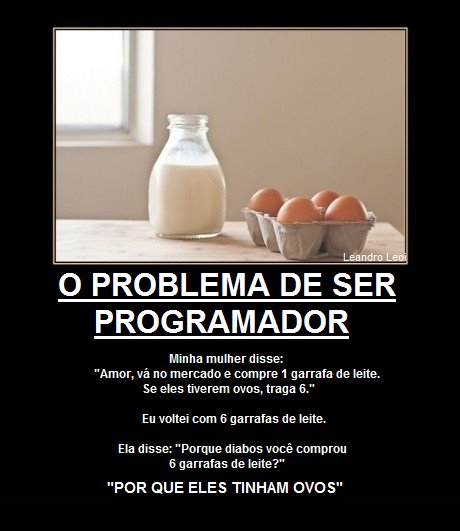 Leandro Leoi
O PROBLEMA DE SER
PROGRAMADOR
Minha mulher disse:
"Amor, vá no mercado e compre 1 garrafa de leite.
Se eles tiverem ovos, traga 6."
Eu voltei com 6 garrafas de leite.
Ela disse: "Porque diabos você comprou
6 garrafas de leite?"
"POR QUE ELES TINHAM OVOS"